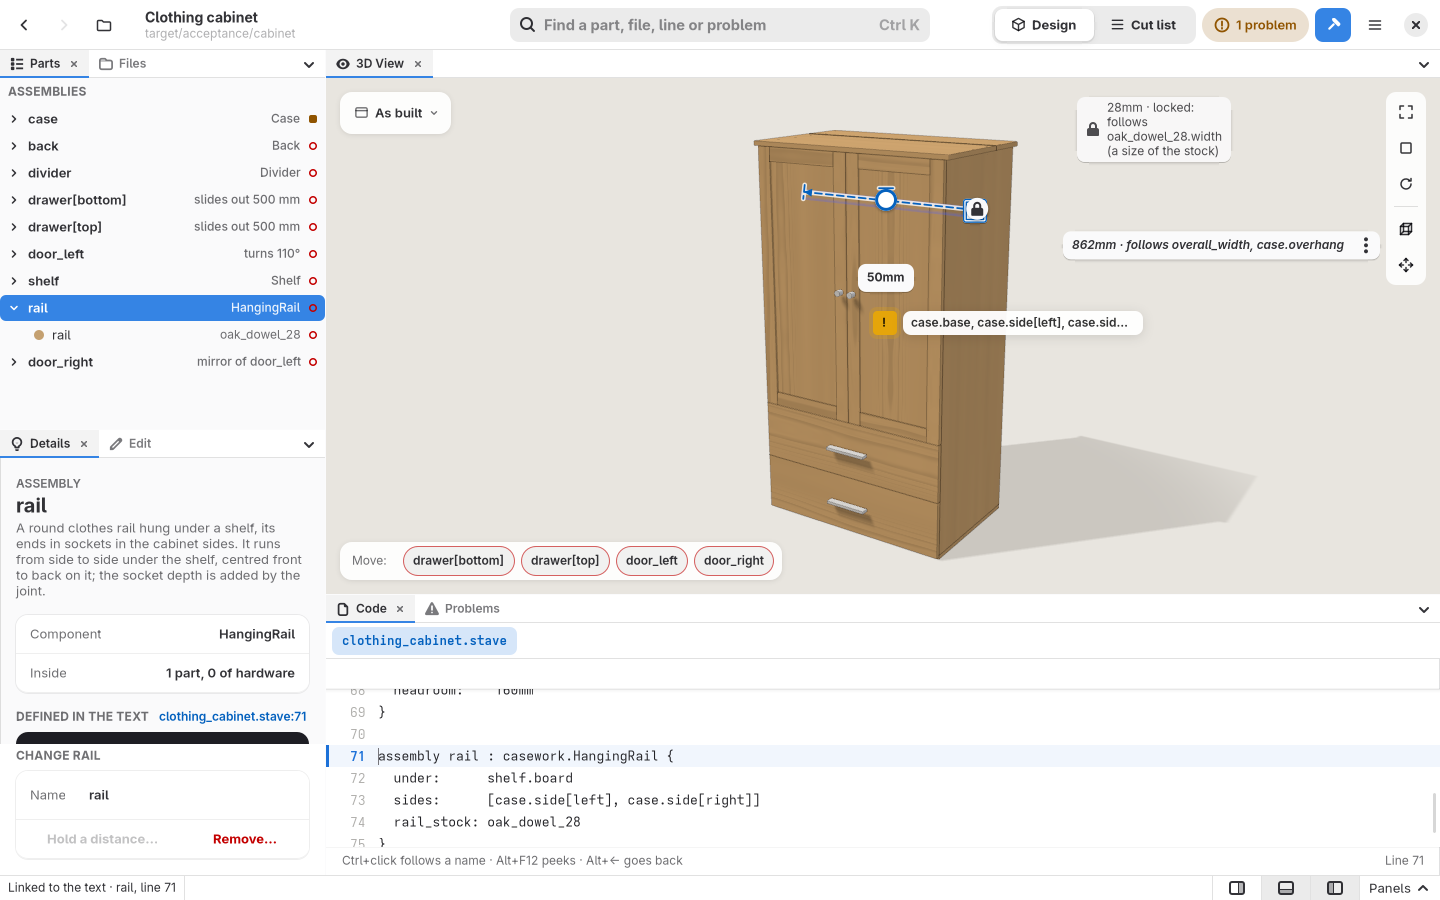 Clothing cabinet
target/acceptance/cabinet
Find a part, file, line or problem
Ctrl K
Design
Cut list
1 problem
Parts
Files
3D View
ASSEMBLIES
case
Case
back
Back
divider
Divider
drawer[bottom]
slides out 500 mm
drawer[top]
slides out 500 mm
door_left
turns 110°
shelf
Shelf
rail
HangingRail
rail
oak_dowel_28
door_right
mirror of door_left
As built
28mm · locked:
follows
oak_dowel_28.width
(a size of the stock)
862mm · follows overall_width, case.overhang
50mm
!
case.base, case.side[left], case.sid...
Move:
drawer[bottom]
drawer[top]
door_left
door_right
Details
Edit
ASSEMBLY
rail
A round clothes rail hung under a shelf, its
ends in sockets in the cabinet sides. It runs
from side to side under the shelf, centred front
to back on it; the socket depth is added by the
joint.
Component
HangingRail
Inside
1 part, 0 of hardware
DEFINED IN THE TEXT
clothing_cabinet.stave:71
CHANGE RAIL
Name
rail
Hold a distance...
Remove...
Code
Problems
clothing_cabinet.stave
68 headroom: 160mm
69 }
70
71 assembly rail : casework.HangingRail {
72 under: shelf.board
73 sides: [case.side[left], case.side[right]]
74 rail_stock: oak_dowel_28
75 }
Ctrl+click follows a name · Alt+F12 peeks · Alt+← goes back
Line 71
Linked to the text · rail, line 71
Panels